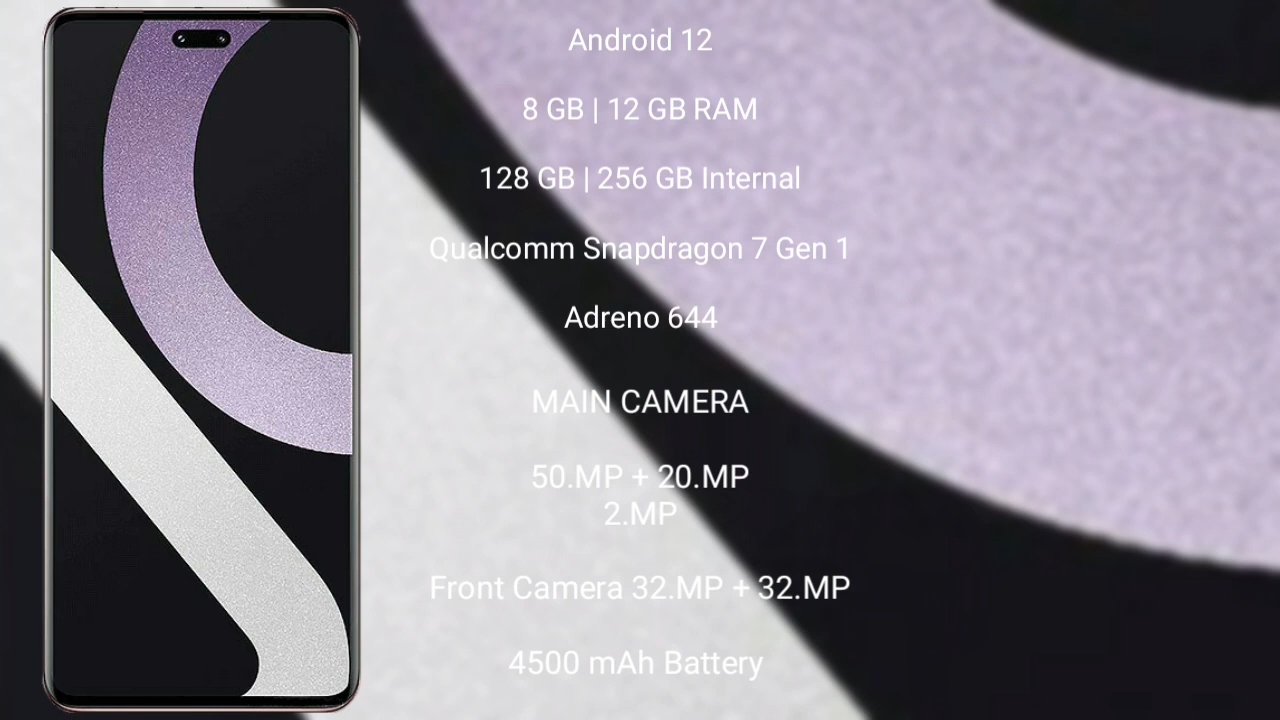 Android 12
8 GB | 12 GB RAM
128 GB | 256 GB Internal
Qualcomm Snapdragon 7 Gen 1
Adreno 644
MAIN CAMERA
50.MP + 20.MP
2.MP
Front Camera 32.MP + 32.MP
4500 mAh Battery